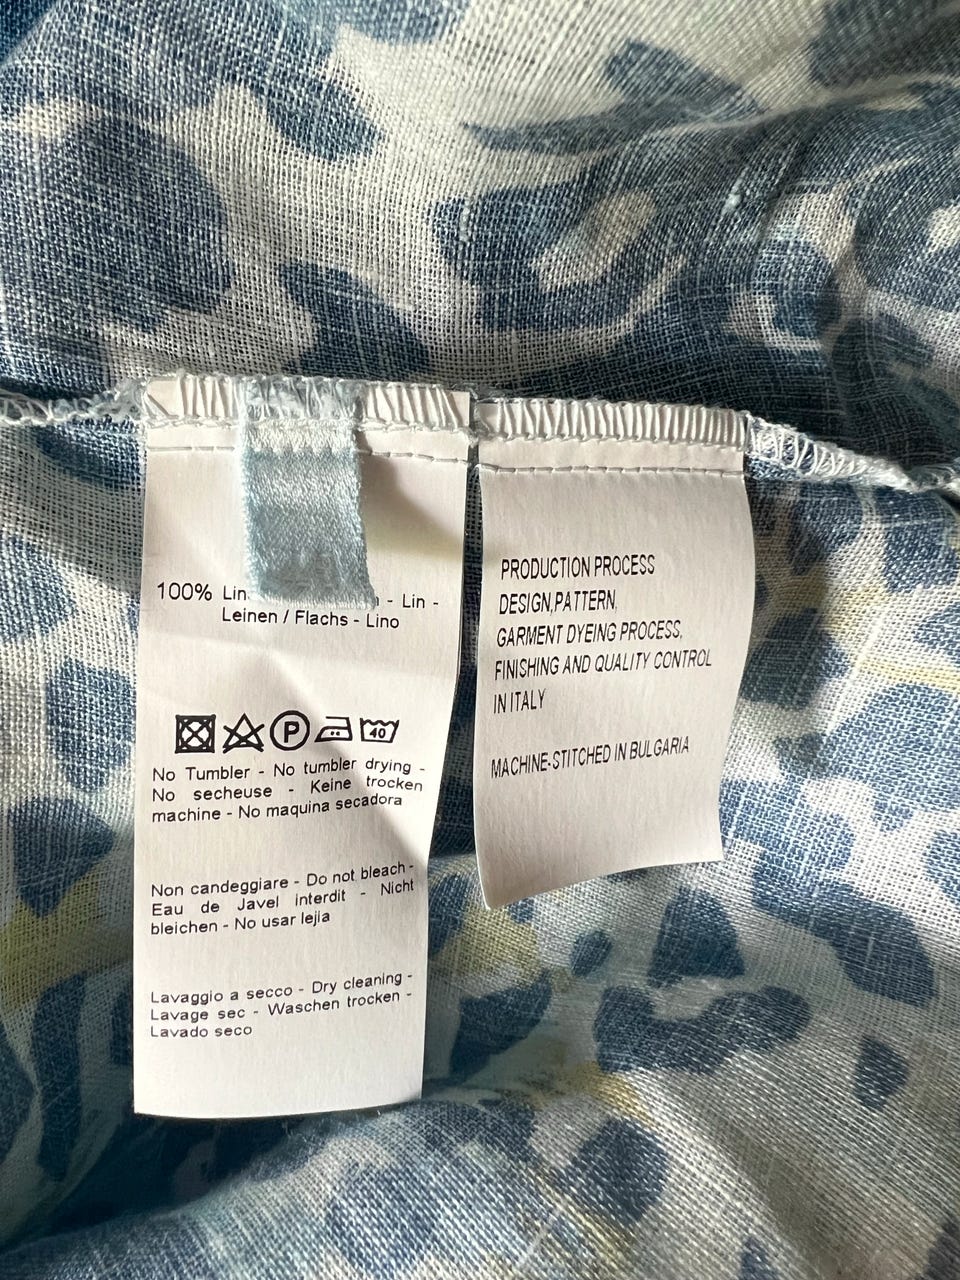 100% - Lin -
Leinen / Flachs - Lino
P
40
No Tumbler - No tumbler drying -
No secheuse - Keine trocken
machine - No maquina secadora
Non candeggiare - Do not bleach -
Eau de Javel interdit - Nicht
bleichen - No usar lejia
Lavaggio a secco - Dry cleaning -
Lavage sec - Waschen trocken -
Lavado seco
PRODUCTION PROCESS
DESIGN,PATTERN,
GARMENT DYEING PROCESS,
FINISHING AND QUALITY CONTROL
IN ITALY
MACHINE-STITCHED IN BULGARIA